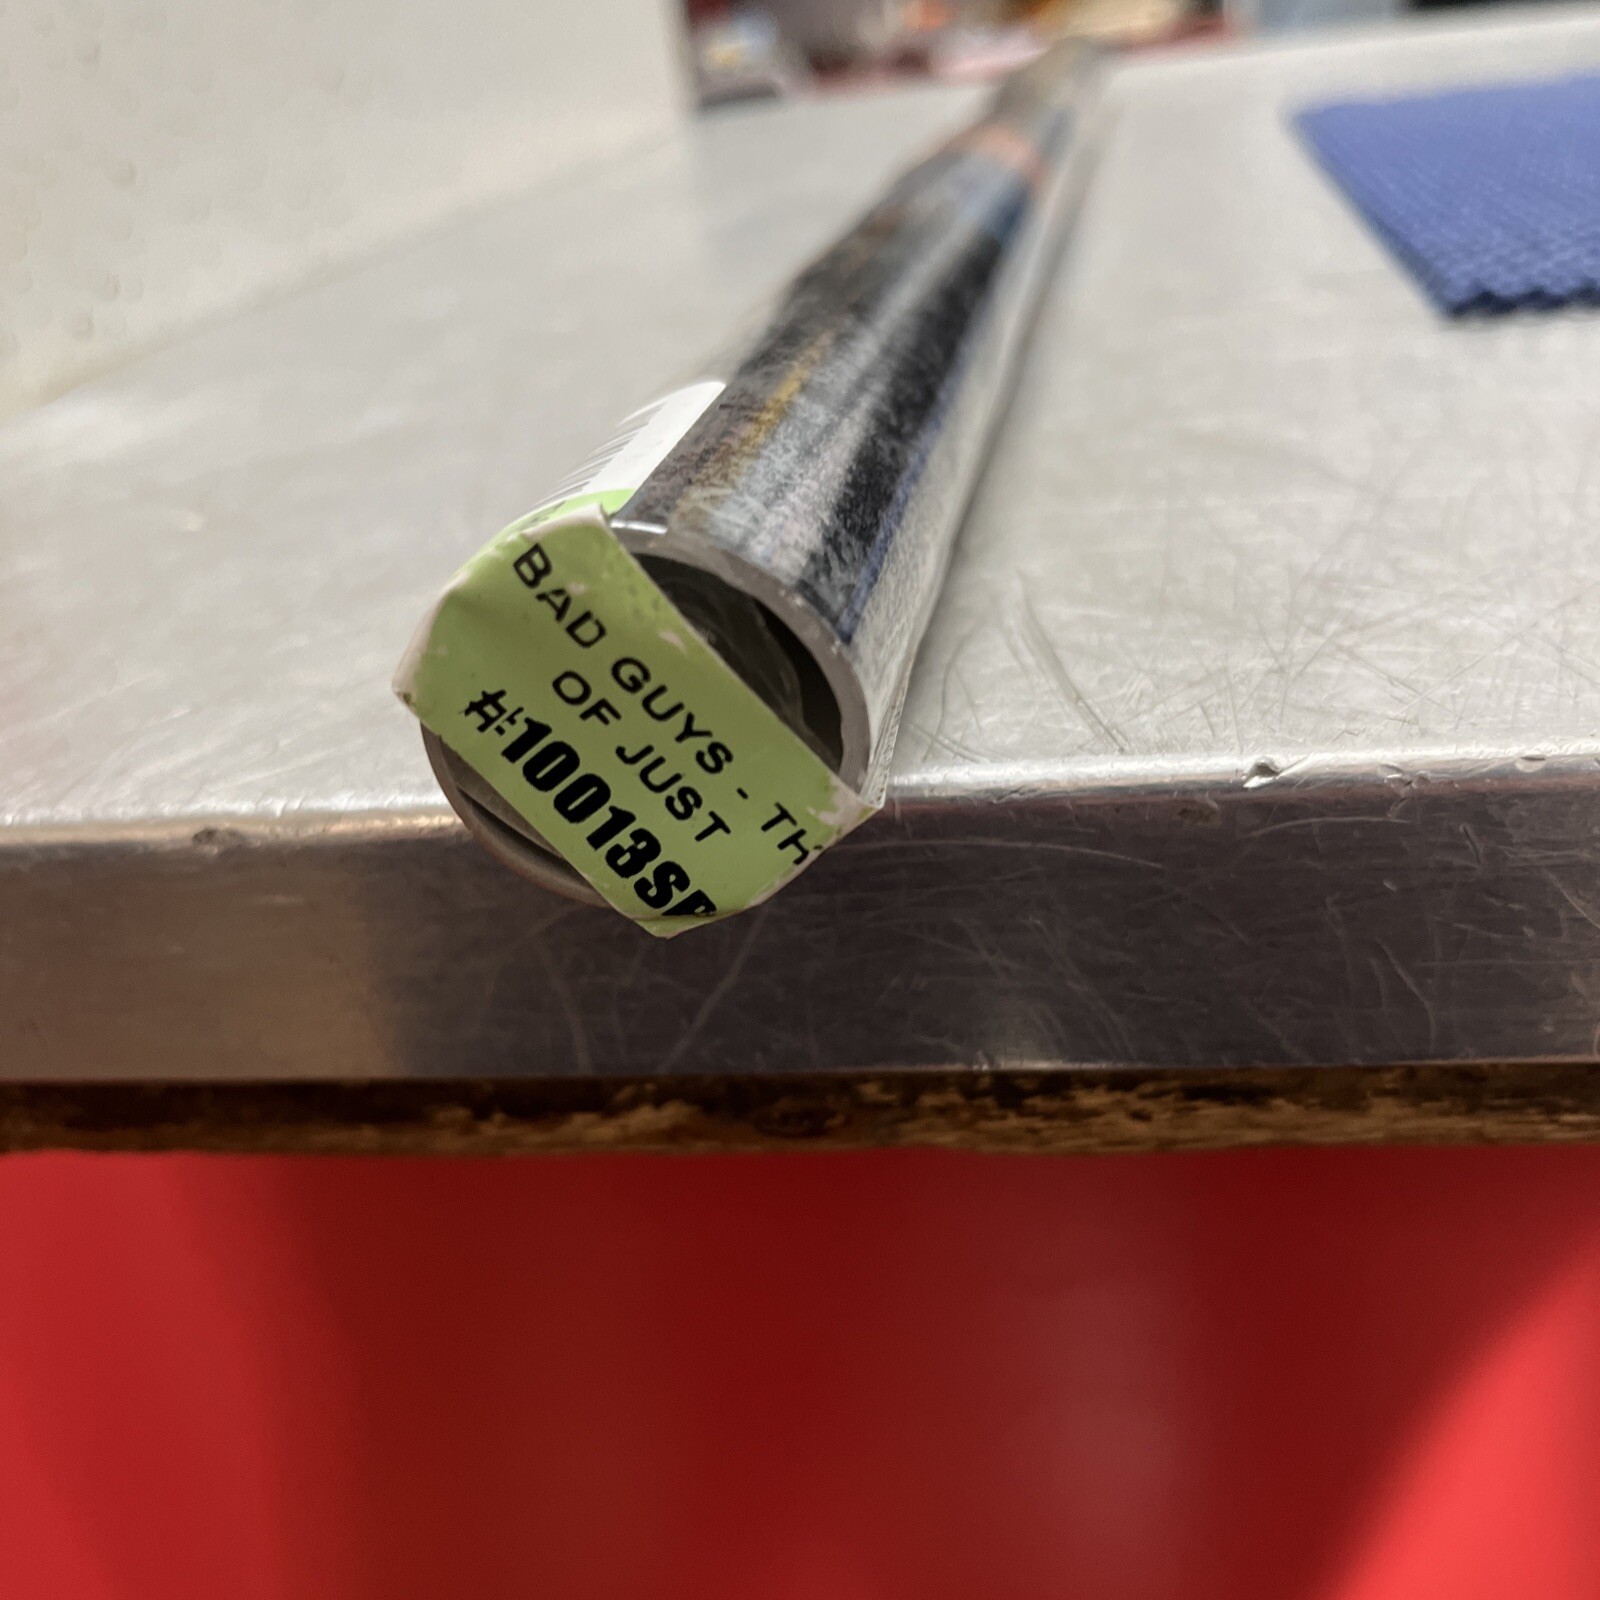 BAD GUYS - TH
OF JUST
#10013SP